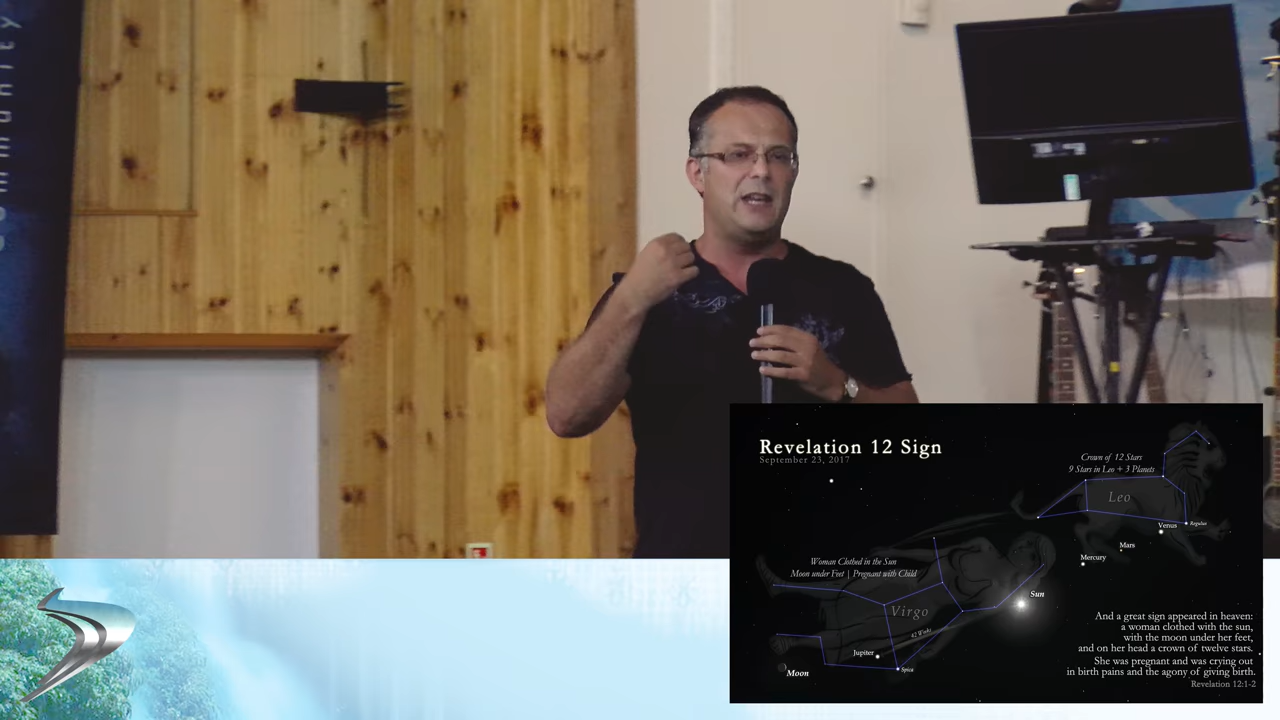 Community
Revelation 12 Sign
September 23, 2017
Crown of 12 Stars
9 Stars in Leo + 3 Planets
Leo
Venus
Regulus
Mars
Mercury
Woman Clothed in the Sun
Moon under Feet | Pregnant with Child
Sun
Virgo
42 Weeks
Jupiter
Spica
Moon
And a great sign appeared in heaven:
a woman clothed with the sun,
with the moon under her feet,
and on her head a crown of twelve stars.
She was pregnant and was crying out
in birth pains and the agony of giving birth.
Revelation 12:1-2